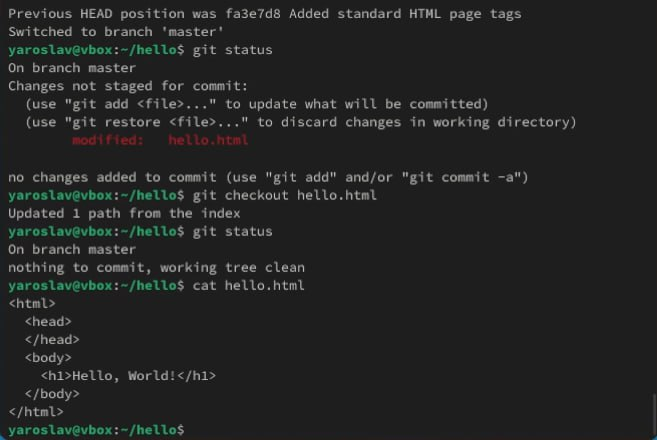 Previous HEAD position was fa3e7d8 Added standard HTML page tags
Switched to branch 'master'
yaroslav@vbox:~/hello$ git status
On branch master
Changes not staged for commit:
  (use "git add <file>..." to update what will be committed)
  (use "git restore <file>..." to discard changes in working directory)
        modified:   hello.html

no changes added to commit (use "git add" and/or "git commit -a")
yaroslav@vbox:~/hello$ git checkout hello.html
Updated 1 path from the index
yaroslav@vbox:~/hello$ git status
On branch master
nothing to commit, working tree clean
yaroslav@vbox:~/hello$ cat hello.html
<html>
  <head>
  </head>
  <body>
    <h1>Hello, World!</h1>
  </body>
</html>
yaroslav@vbox:~/hello$